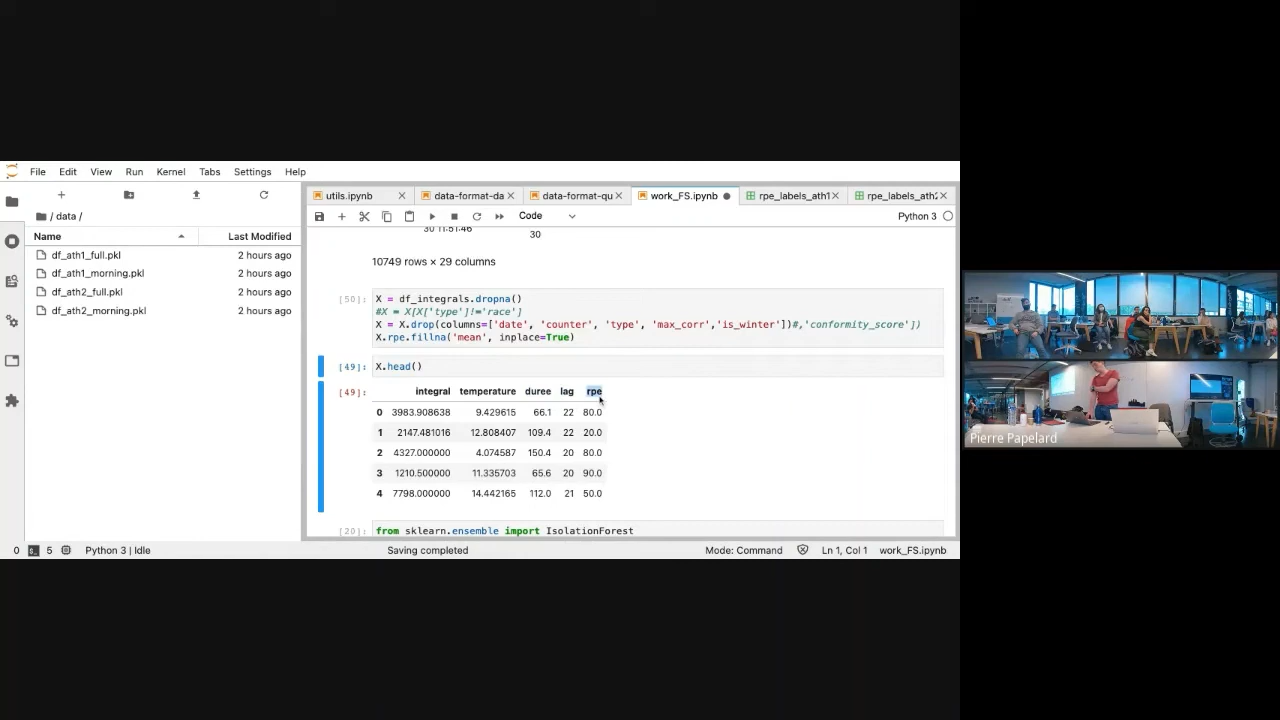 File Edit View Run Kernel Tabs Settings Help
utils.ipynb
data-format-da
data-format-qu
work_FS.ipynb
rpe_labels_ath1
rpe_labels_ath2
/ data /
Code
Python 3
Name
Last Modified
df_ath1_full.pkl 2 hours ago
df_ath1_morning.pkl 2 hours ago
df_ath2_full.pkl 2 hours ago
df_ath2_morning.pkl 2 hours ago
30 11:51:46
30
10749 rows × 29 columns
[50]: X = df_integrals.dropna()
#X = X[X['type']!='race']
X = X.drop(columns=['date', 'counter', 'type', 'max_corr','is_winter'])#,'conformity_score'])
X.rpe.fillna('mean', inplace=True)
[49]: X.head()
[49]: integral temperature duree lag rpe
0 3983.908638 9.429615 66.1 22 80.0
1 2147.481016 12.808407 109.4 22 20.0
2 4327.000000 4.074587 150.4 20 80.0
3 1210.500000 11.335703 65.6 20 90.0
4 7798.000000 14.442165 112.0 21 50.0
[20]: from sklearn.ensemble import IsolationForest
0 5 Python 3 | Idle
Saving completed
Mode: Command
Ln 1, Col 1
work_FS.ipynb
Pierre Papelard